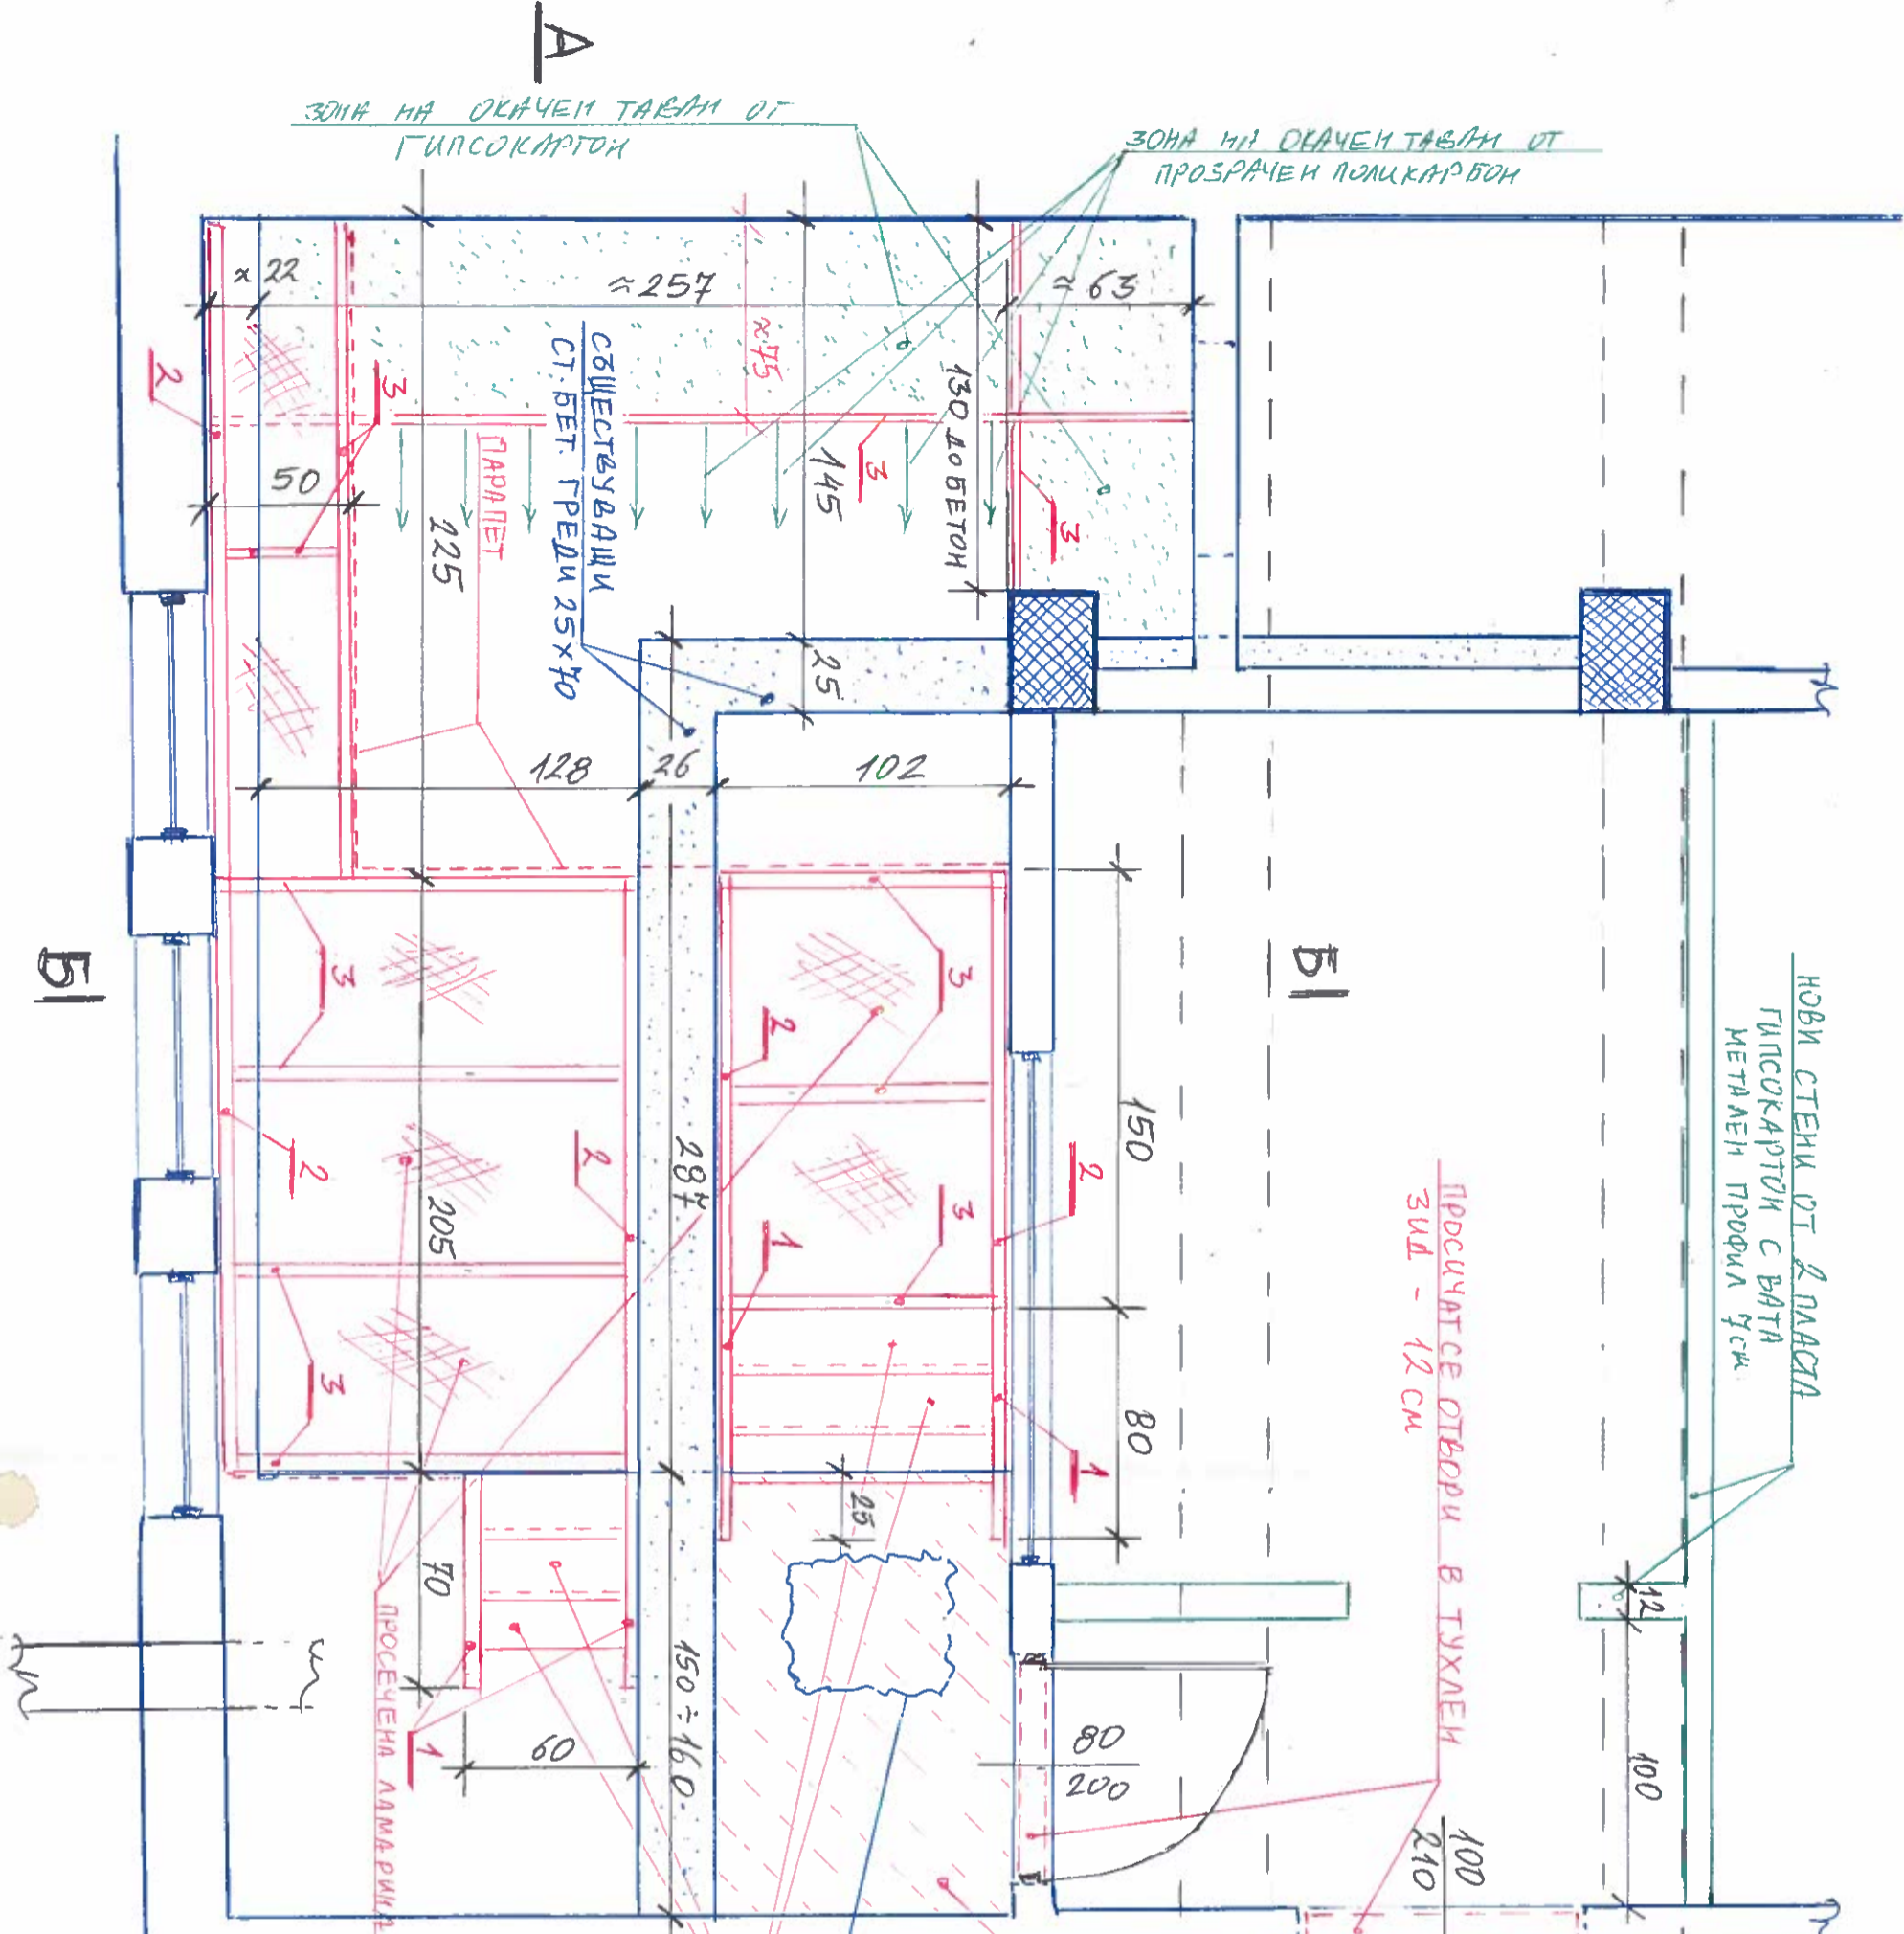 А
ЗОНА НА ОКАЧЕН ТАВАН ОТ
ГИПСОКАРТОН
ЗОНА НА ОКАЧЕН ТАВАН ОТ
ПРОЗРАЧЕН ПОЛИКАРБОН
≈22
≈257
≈63
≈75
СЪЩЕСТВУВАЩИ
СТ. БЕТ. ГРЕДИ 25×70
130 ДО БЕТОН
2
3
3
3
50
ПАРАПЕТ
225
145
25
128
26
102
Б
Б
НОВИ СТЕНИ ОТ 2 ПЛАСТА
ГИПСОКАРТОН С ВАТА
МЕТАЛЕН ПРОФИЛ 7см
3
3
2
150
2
2
2
287
205
3
1
ПРОСИЧАТ СЕ ОТВОРИ В ТУХЛЕН
ЗИД - 12 СМ
3
80
1
25
70
12
ПРОСЕЧЕНА ЛАМАРИНА
1
60
150÷160
80
200
100
100
210